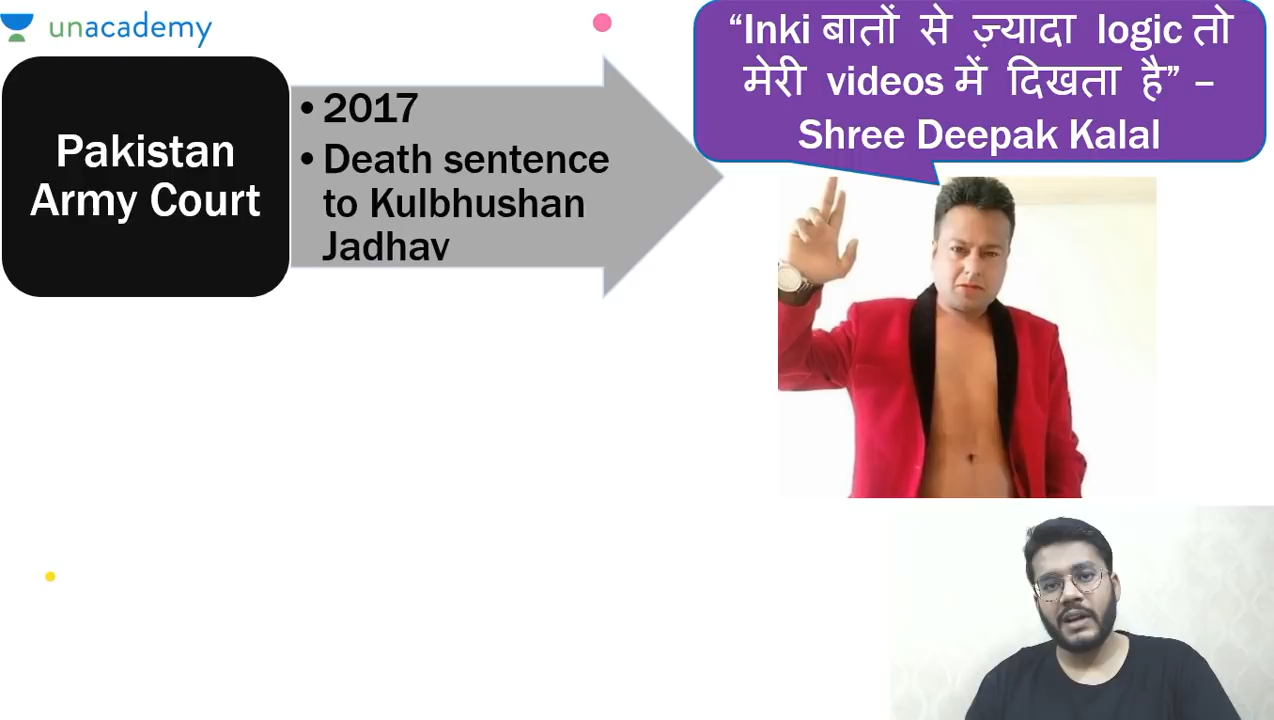 unacademy
Pakistan
Army Court
• 2017
• Death sentence
to Kulbhushan
Jadhav
“Inki बातों से ज़्यादा logic तो
मेरी videos में दिखता है” –
Shree Deepak Kalal